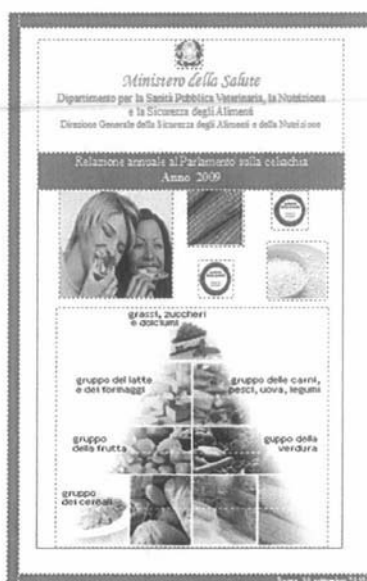 Ministero della Salute
Dipartimento per la Sanità Pubblica Veterinaria, la Nutrizione
e la Sicurezza degli Alimenti
Direzione Generale della Sicurezza degli Alimenti e della Nutrizione
Relazione annuale al Parlamento sulla celiachia
Anno 2009
grassi, zuccheri
e dolciumi
gruppo del latte
e dei formaggi
gruppo delle carni,
pesci, uova, legumi
gruppo
della frutta
guppo della
verdura
gruppo
dei cereali